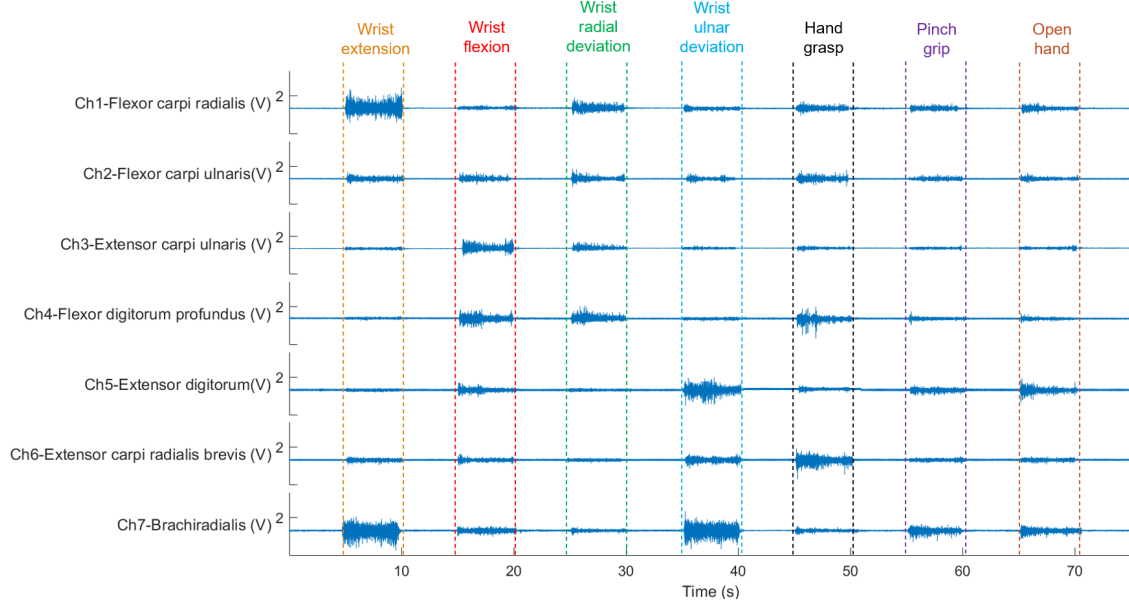 Wrist
extension
Wrist
flexion
Wrist
radial
deviation
Wrist
ulnar
deviation
Hand
grasp
Pinch
grip
Open
hand
Ch1-Flexor carpi radialis (V) 2
Ch2-Flexor carpi ulnaris(V) 2
Ch3-Extensor carpi ulnaris (V) 2
Ch4-Flexor digitorum profundus (V) 2
Ch5-Extensor digitorum(V) 2
Ch6-Extensor carpi radialis brevis (V) 2
Ch7-Brachiradialis (V) 2
10 20 30 40 50 60 70
Time (s)